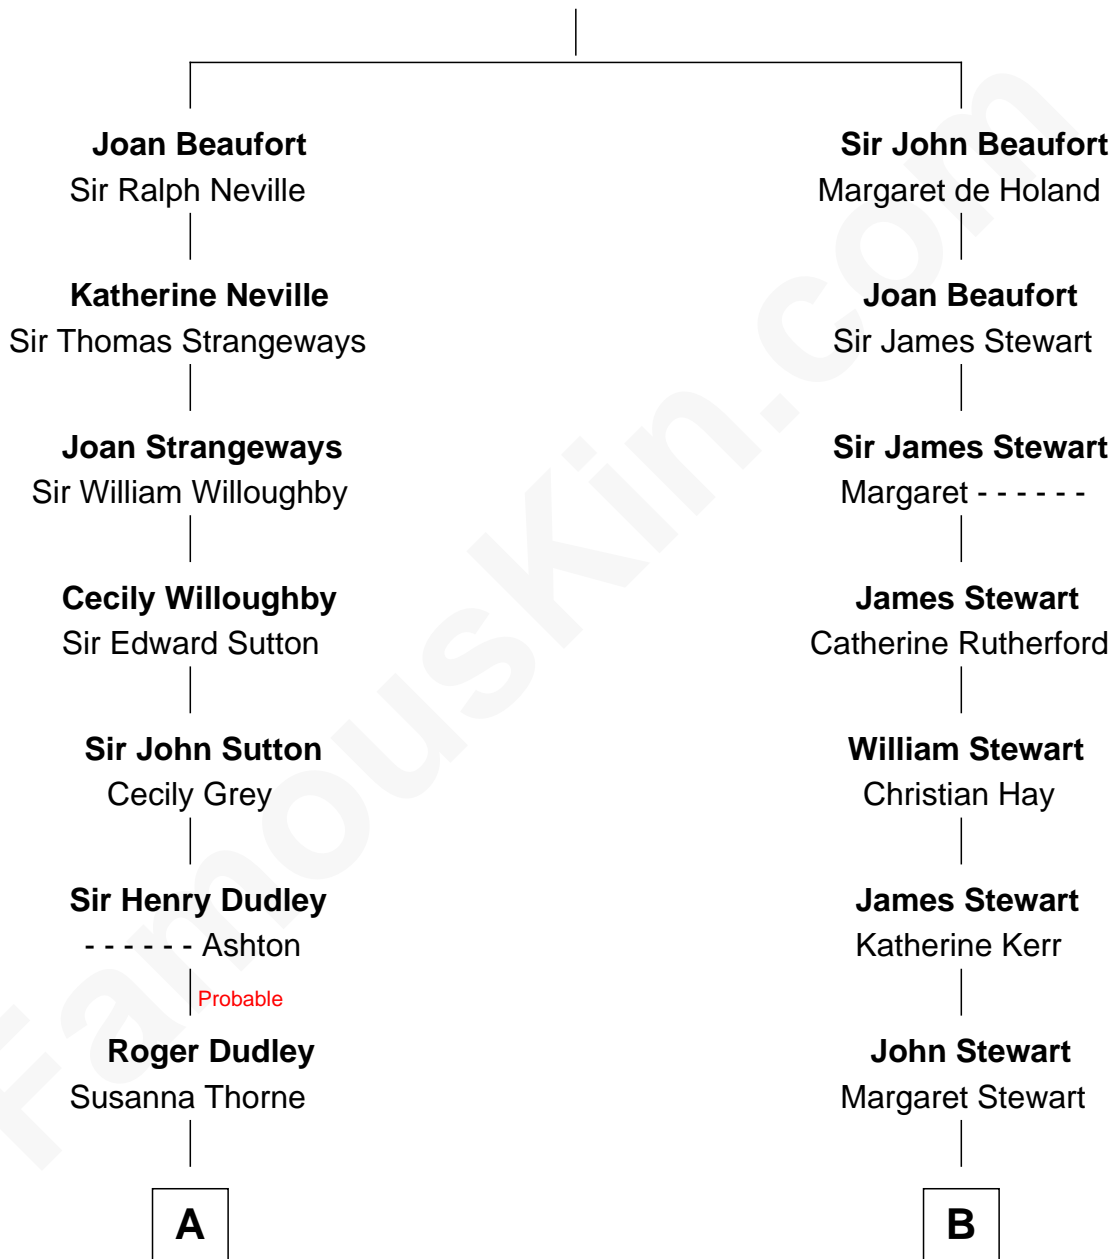 Joan Beaufort
Sir Ralph Neville
Katherine Neville
Sir Thomas Strangeways
Joan Strangeways
Sir William Willoughby
Cecily Willoughby
Sir Edward Sutton
Sir John Sutton
Cecily Grey
Sir Henry Dudley
- - - - - - Ashton
Probable
Roger Dudley
Susanna Thorne
A
Sir John Beaufort
Margaret de Holand
Joan Beaufort
Sir James Stewart
Sir James Stewart
Margaret - - - - - -
James Stewart
Catherine Rutherford
William Stewart
Christian Hay
James Stewart
Katherine Kerr
John Stewart
Margaret Stewart
B
FamousKin.com